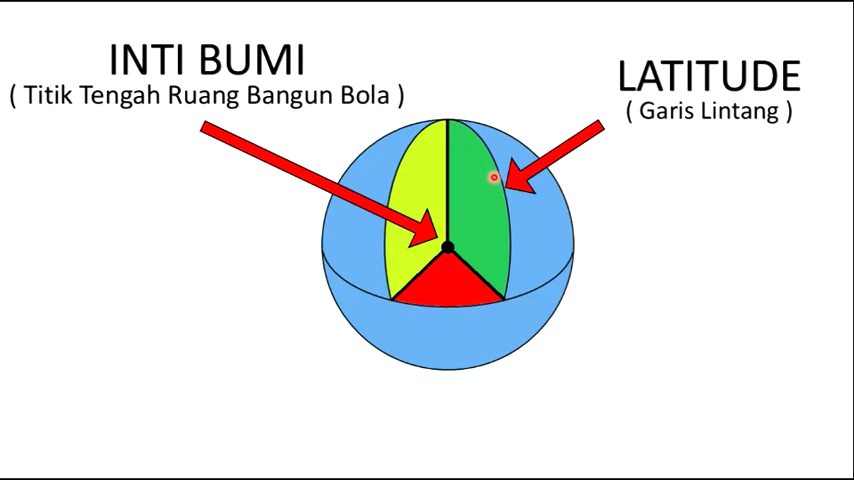 INTI BUMI
( Titik Tengah Ruang Bangun Bola )
LATITUDE
( Garis Lintang )